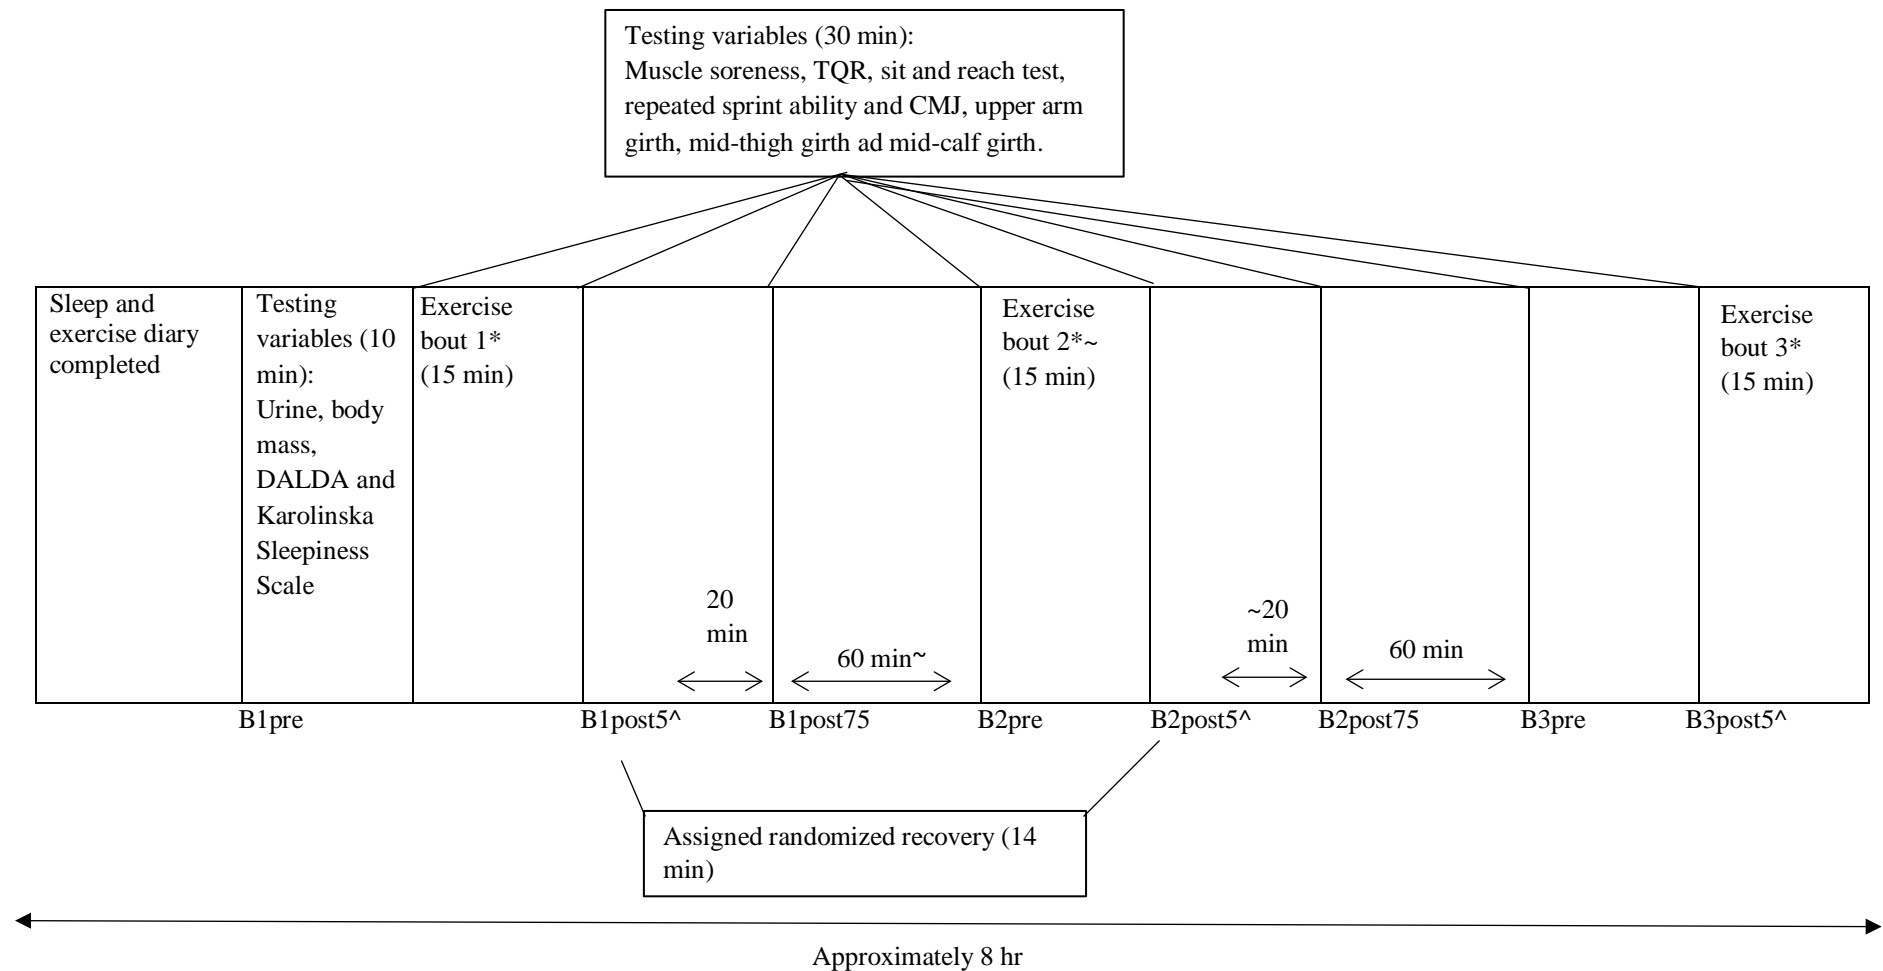 Testing variables (30 min):
Muscle soreness, TQR, sit and reach test,
repeated sprint ability and CMJ, upper arm
girth, mid-thigh girth ad mid-calf girth.
Sleep and
exercise diary
completed
Testing
variables (10
min):
Urine, body
mass,
DALDA and
Karolinska
Sleepiness
Scale
Exercise
bout 1*
(15 min)
Exercise
bout 2*~
(15 min)
Exercise
bout 3*
(15 min)
20
min
60 min~
~20
min
60 min
B1pre
B1post5^
B1post75
B2pre
B2post5^
B2post75
B3pre
B3post5^
Assigned randomized recovery (14
min)
Approximately 8 hr